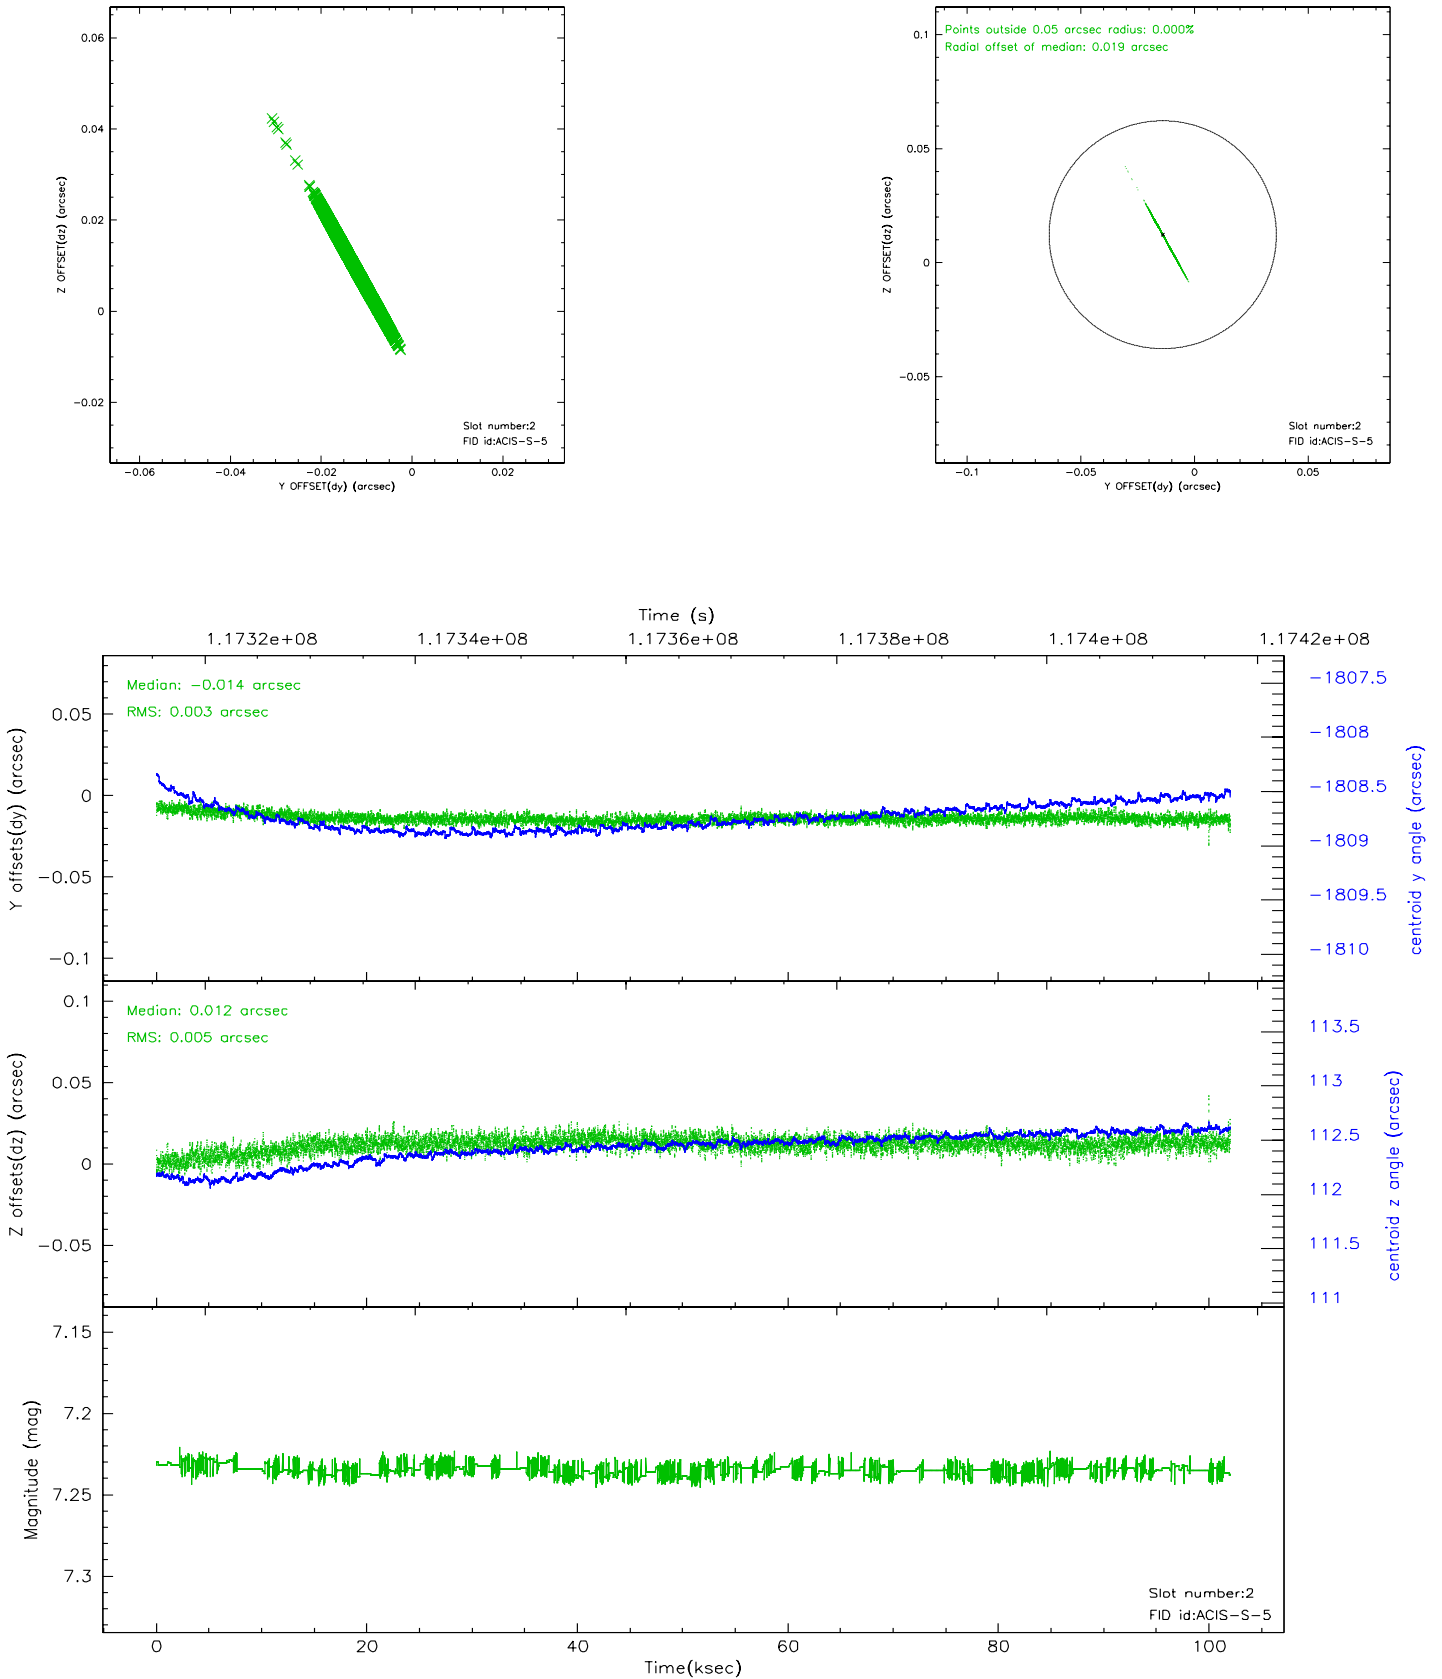 0.06
0.04
0.02
0
-0.02
Z OFFSET(dz) (arcsec)
Slot number:2
FID id:ACIS-S-5
-0.06 -0.04 -0.02 0 0.02
Y OFFSET(dy) (arcsec)
Points outside 0.05 arcsec radius: 0.000%
Radial offset of median: 0.019 arcsec
0.1
0.05
0
-0.05
Z OFFSET(dz) (arcsec)
Slot number:2
FID id:ACIS-S-5
-0.1 -0.05 0 0.05
Y OFFSET(dy) (arcsec)
Time (s)
1.1732e+08 1.1734e+08 1.1736e+08 1.1738e+08 1.174e+08 1.1742e+08
Median: -0.014 arcsec
RMS: 0.003 arcsec
0.05
0
-0.05
-0.1
Y offsets(dy) (arcsec)
-1807.5
-1808
-1808.5
-1809
-1809.5
-1810
centroid y angle (arcsec)
Median: 0.012 arcsec
RMS: 0.005 arcsec
0.1
0.05
0
-0.05
Z offsets(dz) (arcsec)
113.5
113
112.5
112
111.5
111
centroid z angle (arcsec)
7.15
7.2
7.25
7.3
Magnitude (mag)
Slot number:2
FID id:ACIS-S-5
0 20 40 60 80 100
Time(ksec)